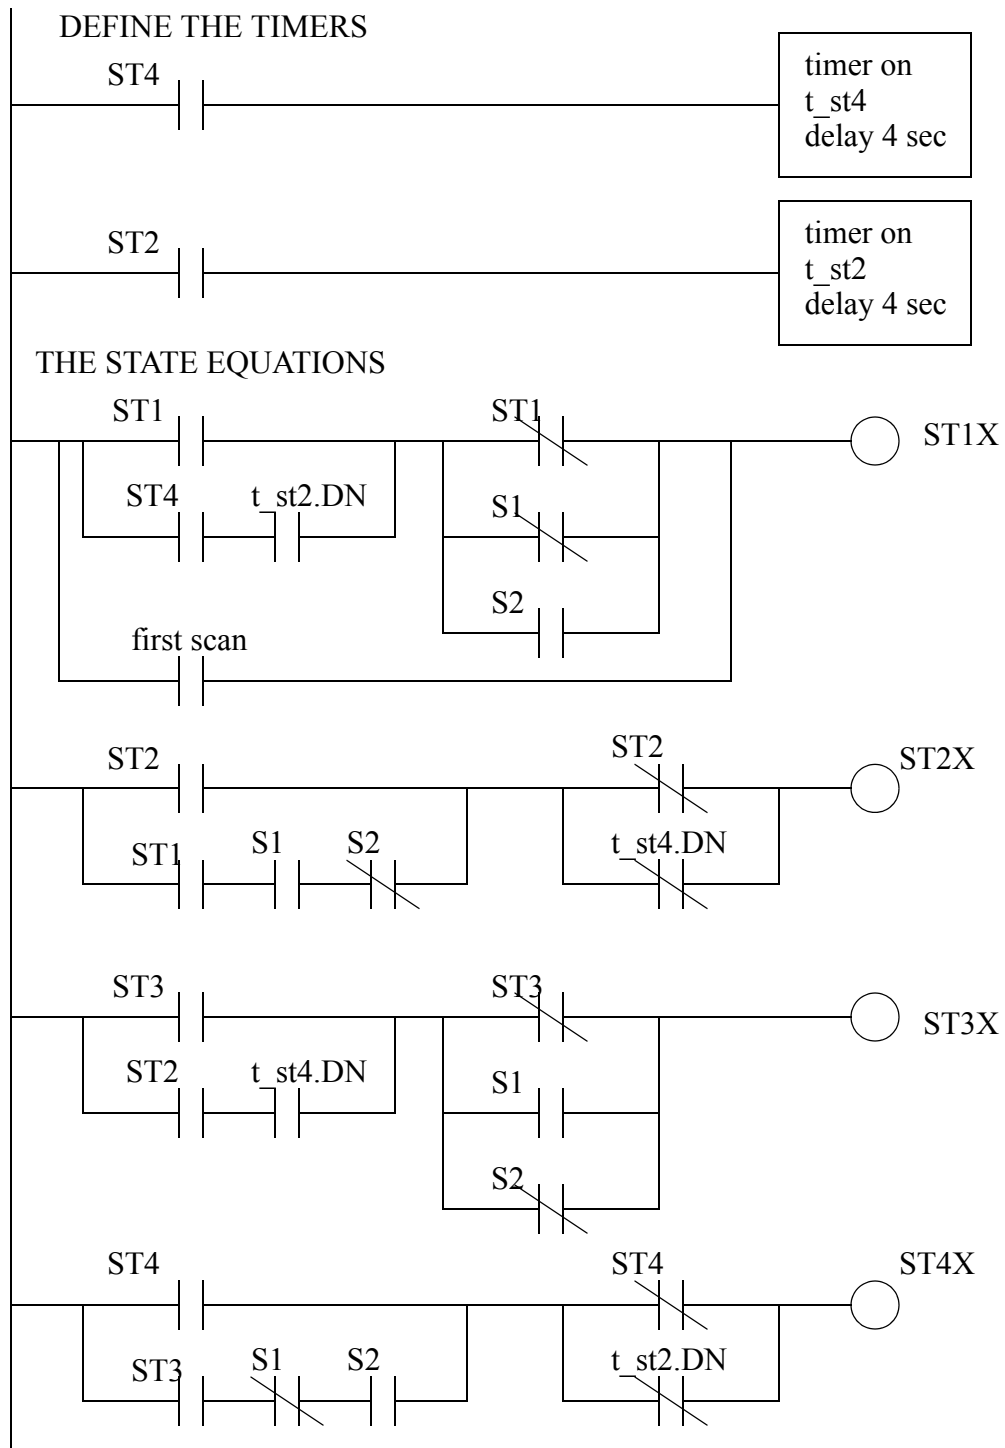 DEFINE THE TIMERS
ST4
timer on
t_st4
delay 4 sec
ST2
timer on
t_st2
delay 4 sec
THE STATE EQUATIONS
ST1
ST1
ST1X
ST4
t_st2.DN
S1
S2
first scan
ST2
ST2
ST2X
ST1
S1
S2
t_st4.DN
ST3
ST3
ST3X
ST2
t_st4.DN
S1
S2
ST4
ST4
ST4X
ST3
S1
S2
t_st2.DN